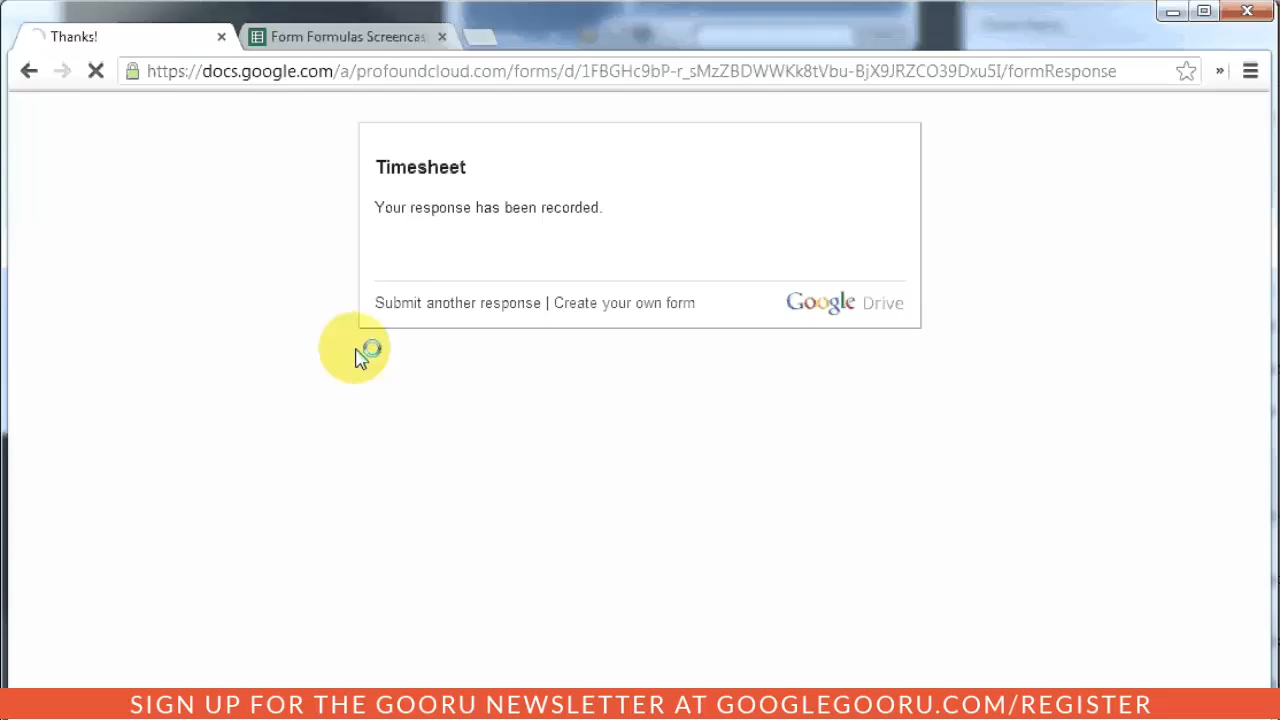 Thanks!
Form Formulas Screencas
https://docs.google.com/a/profoundcloud.com/forms/d/1FBGHc9bP-r_sMzZBDWWKk8tVbu-BjX9JRZCO39Dxu5I/formResponse
Timesheet
Your response has been recorded.
Submit another response | Create your own form
Google Drive
SIGN UP FOR THE GOORU NEWSLETTER AT GOOGLEGOORU.COM/REGISTER